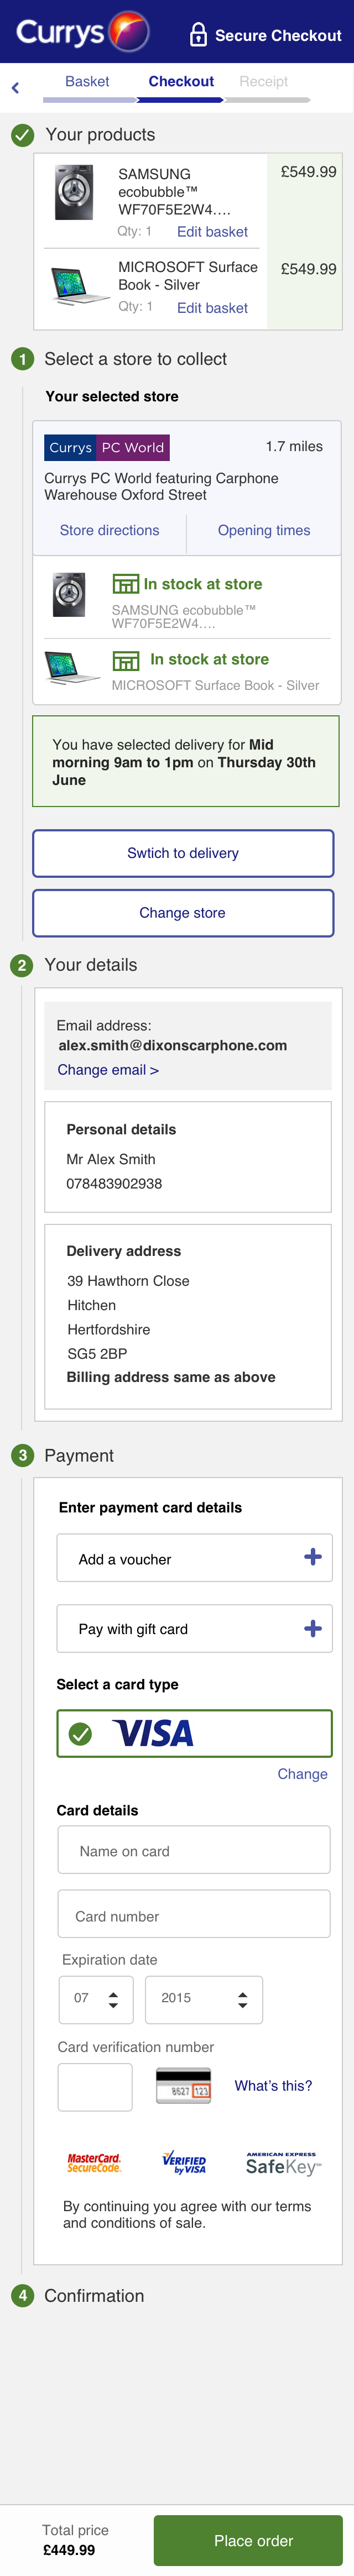 Currys
Secure Checkout
Basket
Checkout
Receipt
Your products
SAMSUNG
ecobubble™
WF70F5E2W4....
£549.99
Qty: 1
Edit basket
MICROSOFT Surface
Book - Silver
£549.99
Qty: 1
Edit basket
1
Select a store to collect
Your selected store
Currys PC World
1.7 miles
Currys PC World featuring Carphone
Warehouse Oxford Street
Store directions
Opening times
In stock at store
SAMSUNG ecobubble™
WF70F5E2W4....
In stock at store
MICROSOFT Surface Book - Silver
You have selected delivery for Mid
morning 9am to 1pm on Thursday 30th
June
Swtich to delivery
Change store
2
Your details
Email address:
alex.smith@dixonscarphone.com
Change email >
Personal details
Mr Alex Smith
078483902938
Delivery address
39 Hawthorn Close
Hitchen
Hertfordshire
SG5 2BP
Billing address same as above
3
Payment
Enter payment card details
Add a voucher
Pay with gift card
Select a card type
VISA
Change
Card details
Name on card
Card number
Expiration date
07
2015
Card verification number
8627 123
What's this?
MasterCard.
SecureCode.
VERIFIED
by VISA
AMERICAN EXPRESS
SafeKey℠
By continuing you agree with our terms
and conditions of sale.
4
Confirmation
Total price
£449.99
Place order